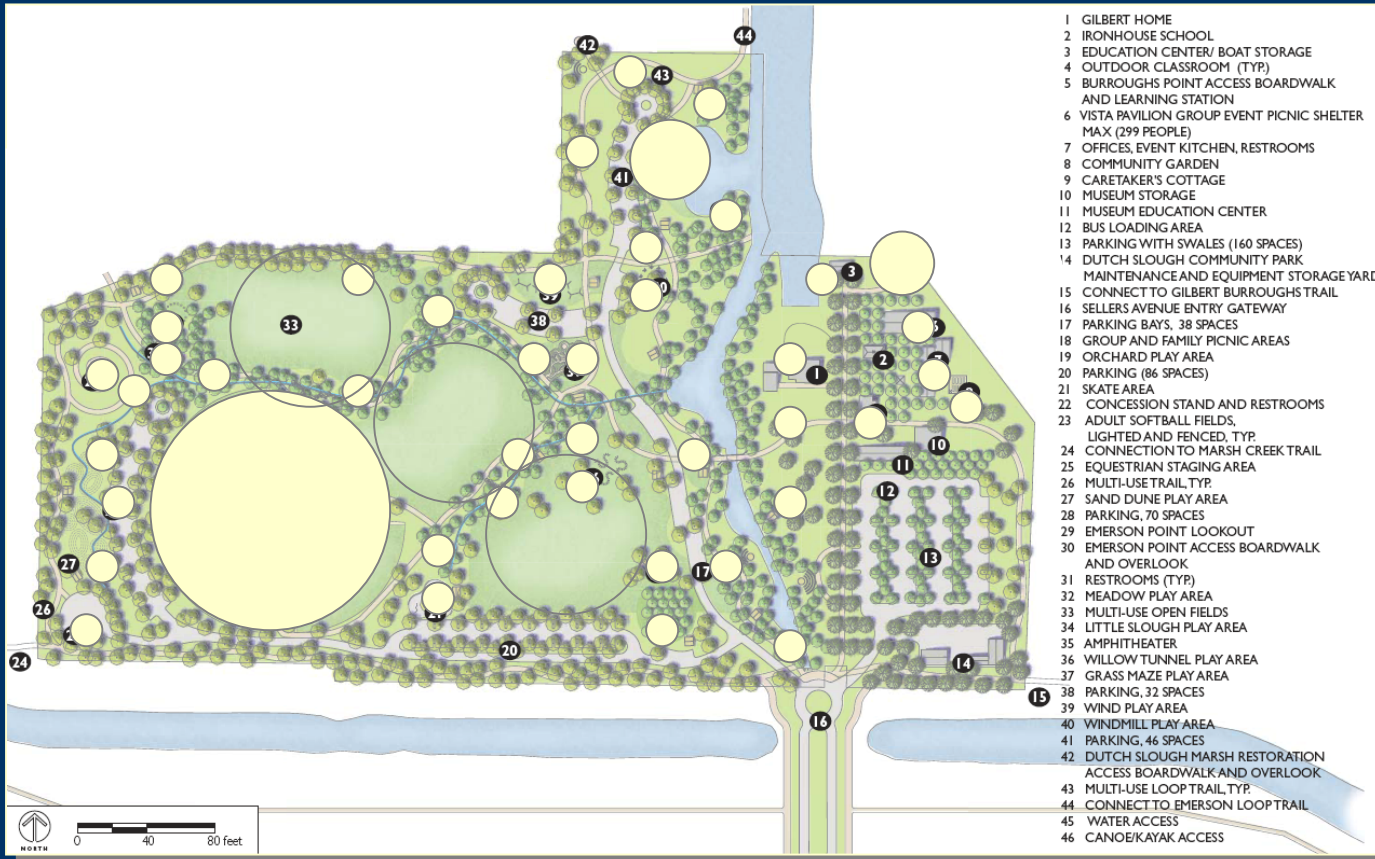 1 GILBERT HOME
2 IRONHOUSE SCHOOL
3 EDUCATION CENTER/ BOAT STORAGE
4 OUTDOOR CLASSROOM (TYP.)
5 BURROUGHS POINT ACCESS BOARDWALK
AND LEARNING STATION
6 VISTA PAVILION GROUP EVENT PICNIC SHELTER
MAX (299 PEOPLE)
7 OFFICES, EVENT KITCHEN, RESTROOMS
8 COMMUNITY GARDEN
9 CARETAKER'S COTTAGE
10 MUSEUM STORAGE
11 MUSEUM EDUCATION CENTER
12 BUS LOADING AREA
13 PARKING WITH SWALES (160 SPACES)
14 DUTCH SLOUGH COMMUNITY PARK
MAINTENANCE AND EQUIPMENT STORAGE YARD
15 CONNECT TO GILBERT BURROUGHS TRAIL
16 SELLERS AVENUE ENTRY GATEWAY
17 PARKING BAYS, 38 SPACES
18 GROUP AND FAMILY PICNIC AREAS
19 ORCHARD PLAY AREA
20 PARKING (86 SPACES)
21 SKATE AREA
22 CONCESSION STAND AND RESTROOMS
23 ADULT SOFTBALL FIELDS,
LIGHTED AND FENCED, TYP.
24 CONNECTION TO MARSH CREEK TRAIL
25 EQUESTRIAN STAGING AREA
26 MULTI-USE TRAIL, TYP.
27 SAND DUNE PLAY AREA
28 PARKING, 70 SPACES
29 EMERSON POINT LOOKOUT
30 EMERSON POINT ACCESS BOARDWALK
AND OVERLOOK
31 RESTROOMS (TYP.)
32 MEADOW PLAY AREA
33 MULTI-USE OPEN FIELDS
34 LITTLE SLOUGH PLAY AREA
35 AMPHITHEATER
36 WILLOW TUNNEL PLAY AREA
37 GRASS MAZE PLAY AREA
38 PARKING, 32 SPACES
39 WIND PLAY AREA
40 WINDMILL PLAY AREA
41 PARKING, 46 SPACES
42 DUTCH SLOUGH MARSH RESTORATION
ACCESS BOARDWALK AND OVERLOOK
43 MULTI-USE LOOP TRAIL, TYP.
44 CONNECT TO EMERSON LOOP TRAIL
45 WATER ACCESS
46 CANOE/KAYAK ACCESS
44
42
43
41
3
33
38
2
1
10
11
12
13
27
17
26
20
24
14
15
16
NORTH
0 40 80 feet